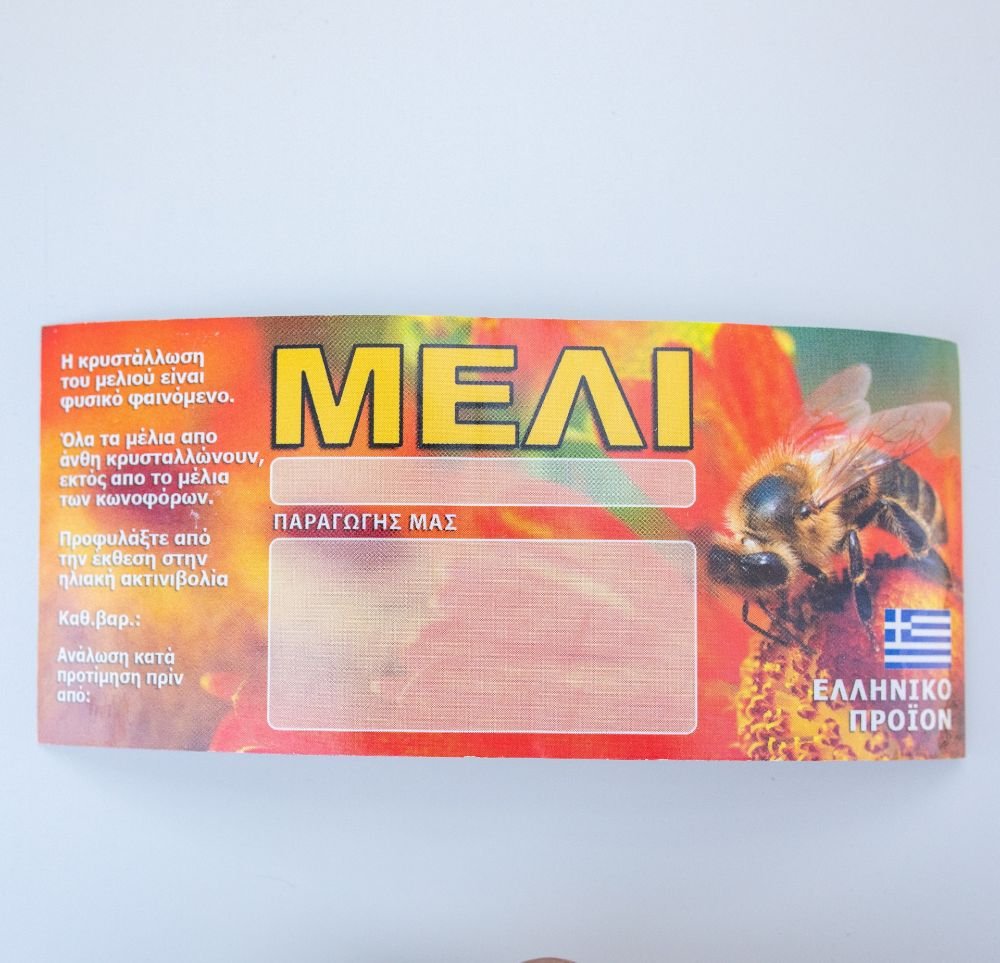 Η κρυστάλλωση
του μελιού είναι
φυσικό φαινόμενο.
Όλα τα μέλια απο
άνθη κρυσταλλώνουν,
εκτός απο το μέλια
των κωνοφόρων.
Προφυλάξτε από
την έκθεση στην
ηλιακή ακτινιβολία
Καθ.βαρ.:
Ανάλωση κατά
προτίμηση πρίν
από:
ΜΕΛΙ
ΠΑΡΑΓΩΓΗΣ ΜΑΣ
ΕΛΛΗΝΙΚΟ
ΠΡΟΪΟΝ